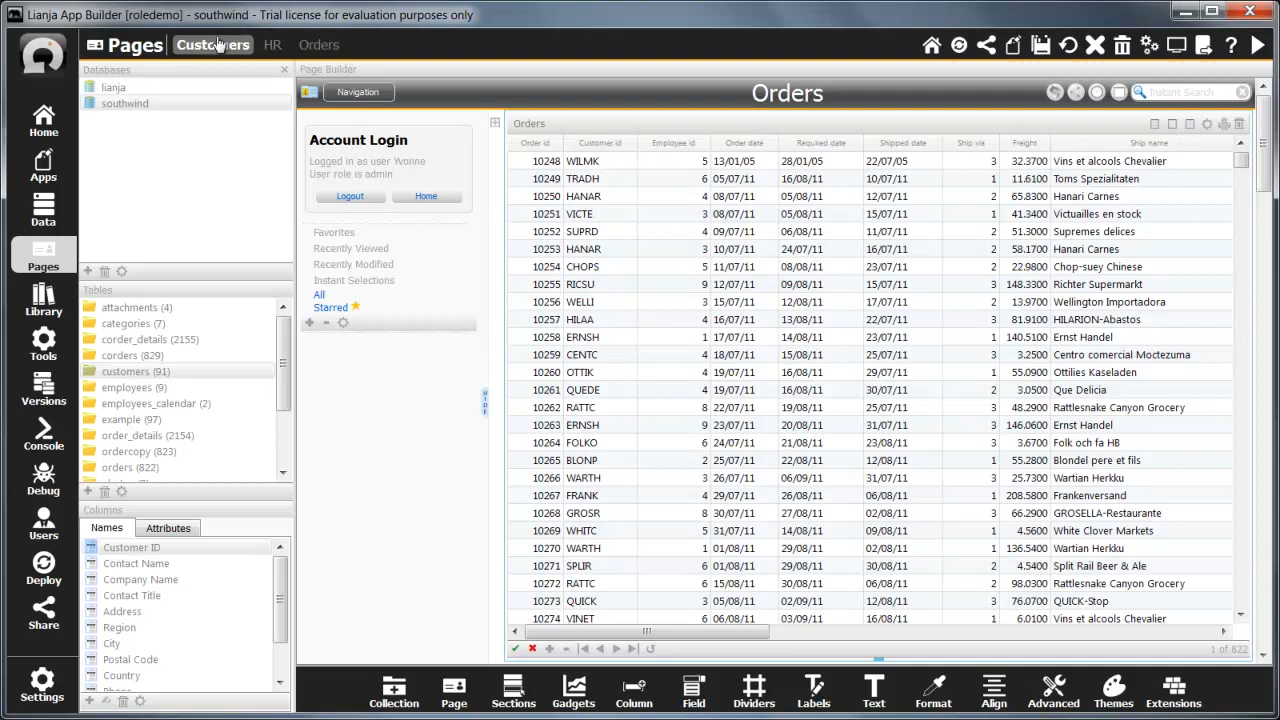 Lianja App Builder [roledemo] - southwind - Trial license for evaluation purposes only
Pages Customers HR Orders
Home
Apps
Data
Pages
Library
Tools
Versions
Console
Debug
Users
Deploy
Share
Settings
Databases
lianja
southwind
Tables
attachments (4)
categories (7)
corder_details (2155)
corders (829)
customers (91)
employees (9)
employees_calendar (2)
example (97)
order_details (2154)
ordercopy (823)
orders (822)
Columns
Names Attributes
Customer ID
Contact Name
Company Name
Contact Title
Address
Region
City
Postal Code
Country
Page Builder
Navigation Orders Instant Search
Account Login
Logged in as user Yvonne
User role is admin
Logout Home
Favorites
Recently Viewed
Recently Modified
Instant Selections
All
Starred
HIDE
Orders
Order id Customer id Employee id Order date Required date Shipped date Ship via Freight Ship name
10248 WILMK 5 13/01/05 28/01/05 22/07/05 3 32.3700 Vins et alcools Chevalier
10249 TRADH 6 05/07/11 16/08/11 10/07/11 1 11.6100 Toms Spezialitaten
10250 HANAR 4 08/07/11 05/08/11 12/07/11 2 65.8300 Hanari Carnes
10251 VICTE 3 08/07/11 05/08/11 15/07/11 1 41.3400 Victuailles en stock
10252 SUPRD 4 09/07/11 06/08/11 11/07/11 2 51.3000 Supremes delices
10253 HANAR 3 10/07/11 24/07/11 16/07/11 2 58.1700 Hanari Carnes
10254 CHOPS 5 11/07/11 08/08/11 23/07/11 2 22.9800 Chop-suey Chinese
10255 RICSU 9 12/07/11 09/08/11 15/07/11 3 148.3300 Richter Supermarkt
10256 WELLI 3 15/07/11 12/08/11 17/07/11 2 13.9700 Wellington Importadora
10257 HILAA 4 16/07/11 13/08/11 22/07/11 3 81.9100 HILARION-Abastos
10258 ERNSH 1 17/07/11 14/08/11 23/07/11 1 140.5100 Ernst Handel
10259 CENTC 4 18/07/11 15/08/11 25/07/11 3 3.2500 Centro comercial Moctezuma
10260 OTTIK 4 19/07/11 16/08/11 29/07/11 1 55.0900 Ottilies Kaseladen
10261 QUEDE 4 19/07/11 16/08/11 30/07/11 2 3.0500 Que Delicia
10262 RATTC 8 22/07/11 19/08/11 25/07/11 3 48.2900 Rattlesnake Canyon Grocery
10263 ERNSH 9 23/07/11 20/08/11 31/07/11 3 146.0600 Ernst Handel
10264 FOLKO 6 24/07/11 21/08/11 23/08/11 3 3.6700 Folk och fa HB
10265 BLONP 2 25/07/11 22/08/11 12/08/11 1 55.2800 Blondel pere et fils
10266 WARTH 3 26/07/11 06/09/11 31/07/11 3 25.7300 Wartian Herkku
10267 FRANK 4 29/07/11 26/08/11 06/08/11 1 208.5800 Frankenversand
10268 GROSR 8 30/07/11 27/08/11 02/08/11 3 66.2900 GROSELLA-Restaurante
10269 WHITC 5 31/07/11 14/08/11 09/08/11 1 4.5600 White Clover Markets
10270 WARTH 1 01/08/11 29/08/11 02/08/11 1 136.5400 Wartian Herkku
10271 SPLIR 6 01/08/11 29/08/11 30/08/11 2 4.5400 Split Rail Beer & Ale
10272 RATTC 6 15/08/11 30/08/11 06/08/11 2 98.0300 Rattlesnake Canyon Grocery
10273 QUICK 3 05/08/11 02/09/11 12/08/11 3 76.0700 QUICK-Stop
10274 VINET 6 06/08/11 03/09/11 16/08/11 1 6.0100 Vins et alcools Chevalier
1 of 822
Collection Page Sections Gadgets Column Field Dividers Labels Text Format Align Advanced Themes Extensions